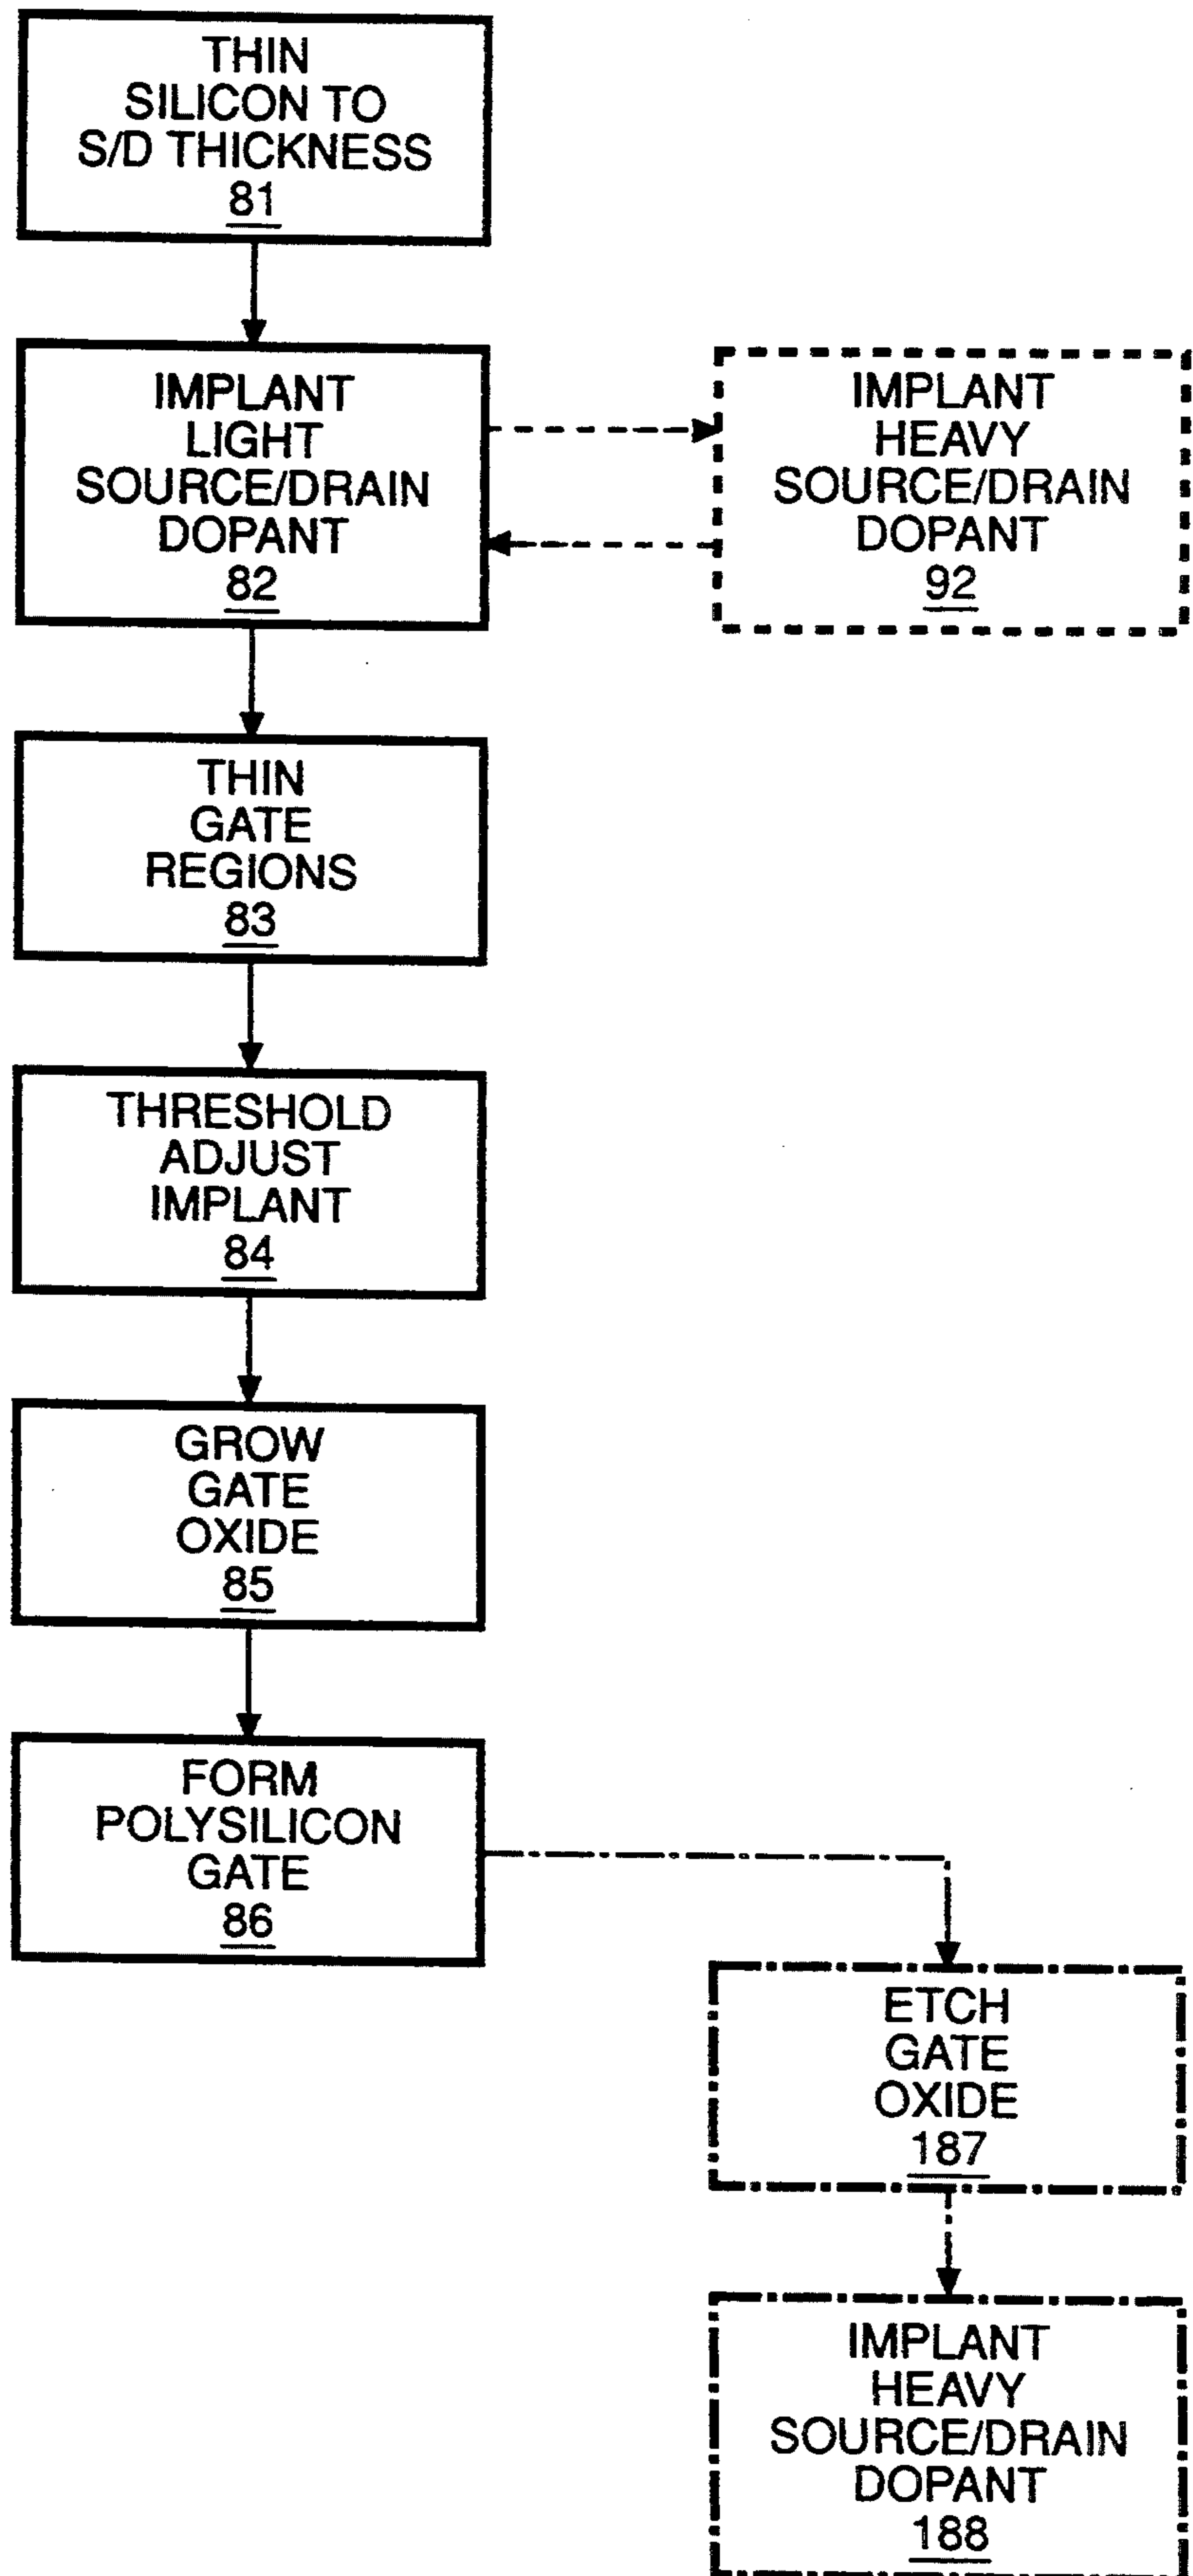 THIN
SILICON TO
S/D THICKNESS
81
IMPLANT
LIGHT
SOURCE/DRAIN
DOPANT
82
IMPLANT
HEAVY
SOURCE/DRAIN
DOPANT
92
THIN
GATE
REGIONS
83
THRESHOLD
ADJUST
IMPLANT
84
GROW
GATE
OXIDE
85
FORM
POLYSILICON
GATE
86
ETCH
GATE
OXIDE
187
IMPLANT
HEAVY
SOURCE/DRAIN
DOPANT
188